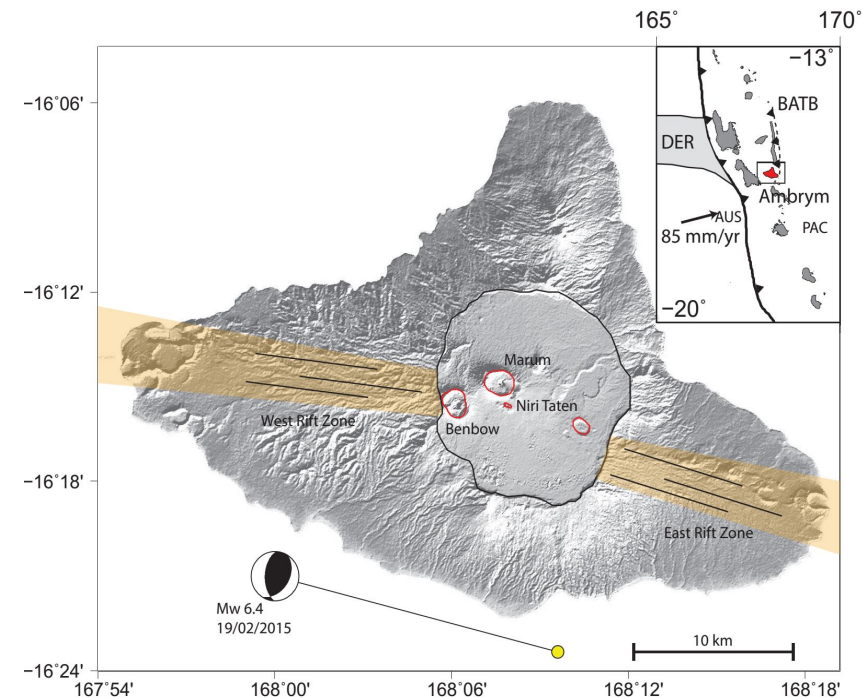 165˚ 170˚
−13˚
BATB
DER
Ambrym
AUS
PAC
85 mm/yr
−20˚
−16˚06'
−16˚12'
−16˚18'
−16˚24'
Marum
Niri Taten
Benbow
West Rift Zone
East Rift Zone
Mw 6.4
19/02/2015
10 km
167˚54' 168˚00' 168˚06' 168˚12' 168˚18'